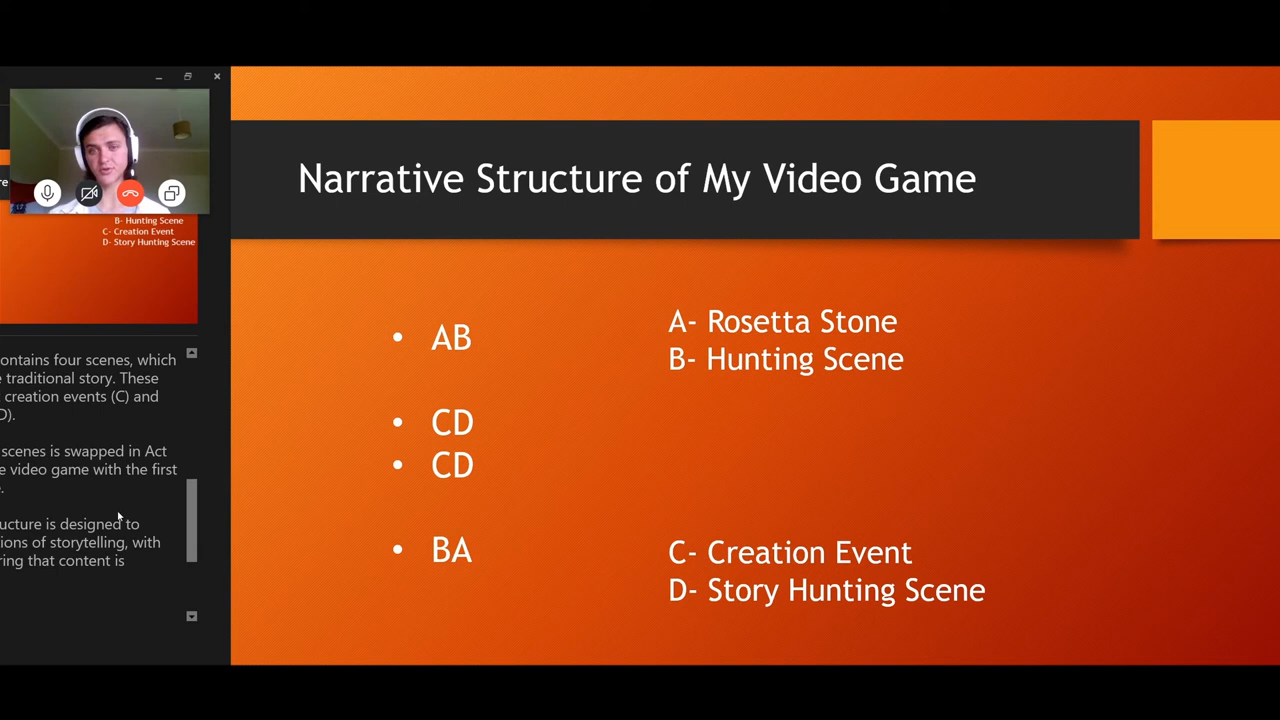 Narrative Structure of My Video Game
AB
CD
CD
BA
A- Rosetta Stone
B- Hunting Scene
C- Creation Event
D- Story Hunting Scene
re
B- Hunting Scene
C- Creation Event
D- Story Hunting Scene
contains four scenes, which
traditional story. These
creation events (C) and
D).
scenes is swapped in Act
video game with the first
ucture is designed to
ions of storytelling, with
ring that content is